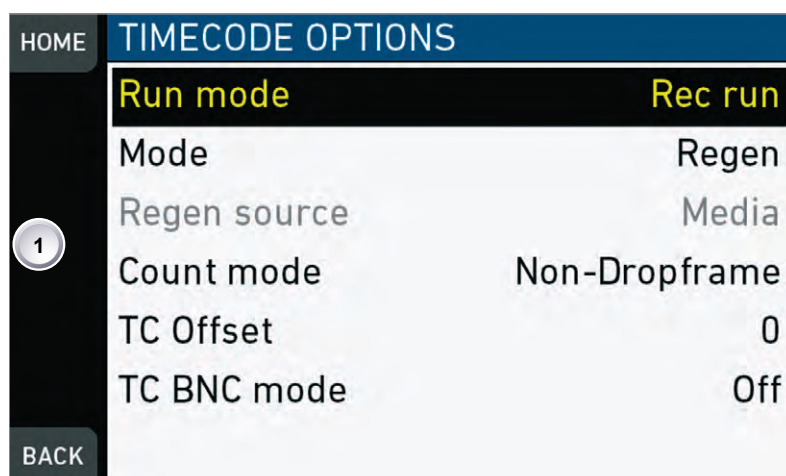 HOME TIMECODE OPTIONS
Run mode Rec run
Mode Regen
Regen source Media
1
Count mode Non-Dropframe
TC Offset 0
TC BNC mode Off
BACK